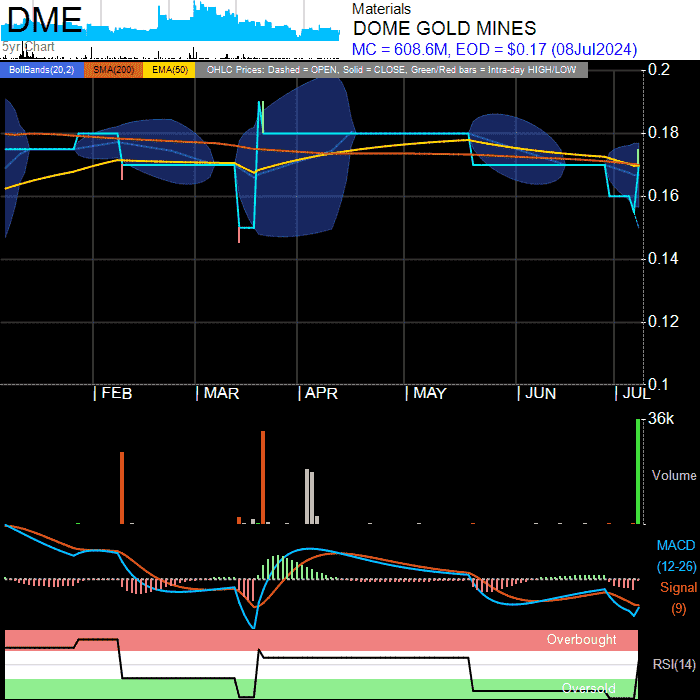 DME
5yr Chart
Materials
DOME GOLD MINES
MC = 608.6M, EOD = $0.17 (08Jul2024)
BollBands(20,2) SMA(200) EMA(50) OHLC Prices: Dashed = OPEN, Solid = CLOSE, Green/Red bars = Intra-day HIGH/LOW
0.2
0.18
0.16
0.14
0.12
0.1
| FEB | MAR | APR | MAY | JUN | JUL
36k
Volume
MACD
(12-26)
Signal
(9)
Overbought
RSI(14)
Oversold